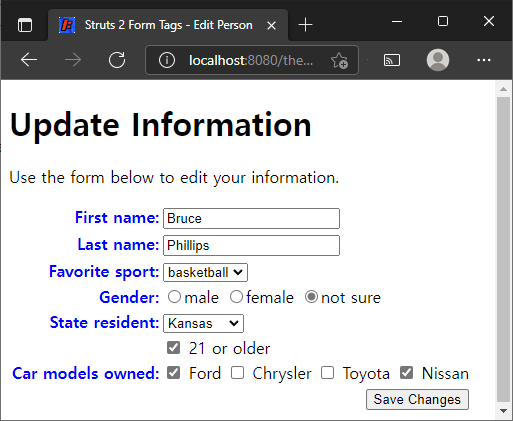 Struts 2 Form Tags - Edit Person
localhost:8080/the...
Update Information
Use the form below to edit your information.
First name: Bruce
Last name: Phillips
Favorite sport: basketball
Gender: male female not sure
State resident: Kansas
21 or older
Car models owned: Ford Chrysler Toyota Nissan
Save Changes